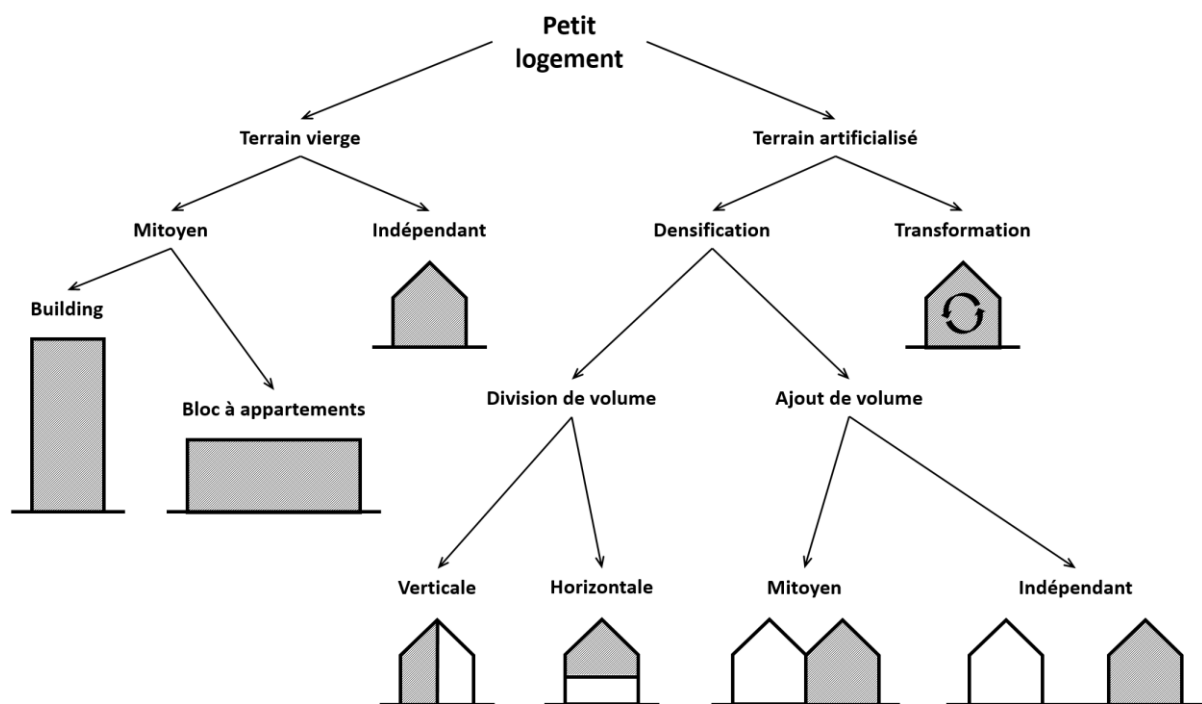 Petit
logement
Terrain vierge
Terrain artificialisé
Mitoyen
Indépendant
Densification
Transformation
Building
Bloc à appartements
Division de volume
Ajout de volume
Verticale
Horizontale
Mitoyen
Indépendant